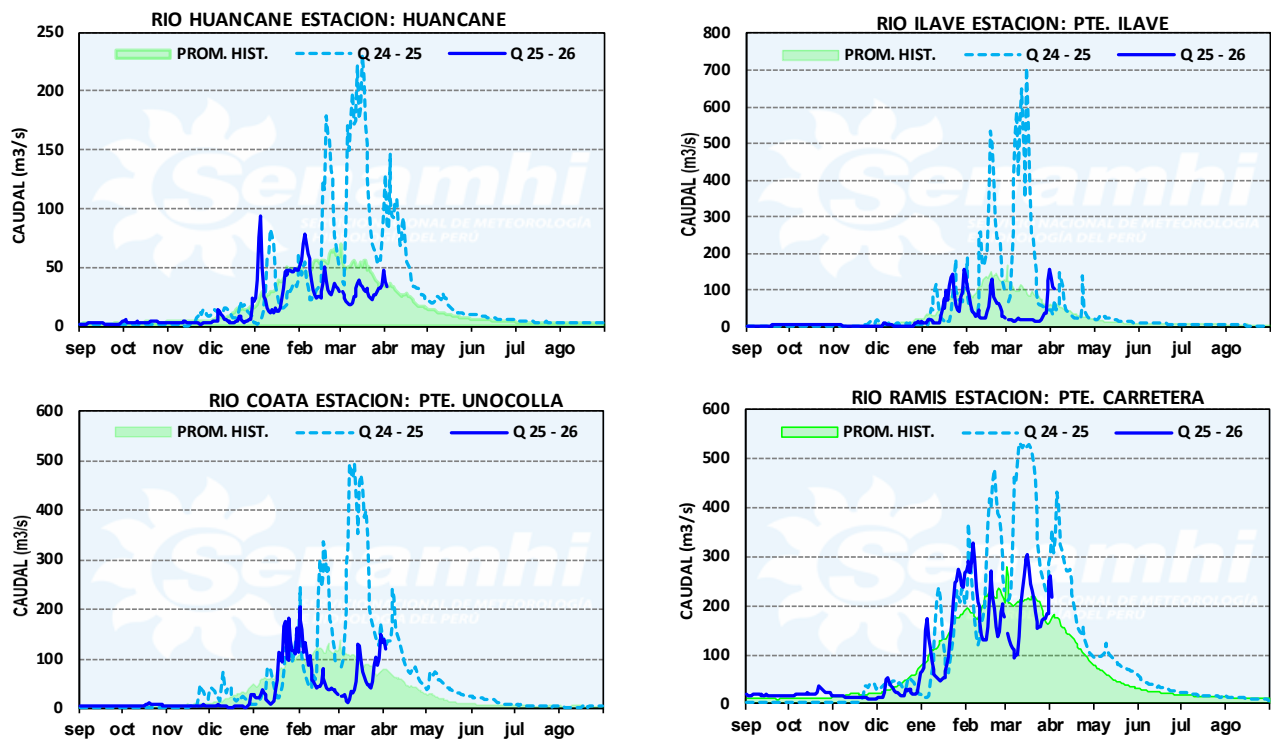 RIO HUANCANE ESTACION: HUANCANE
PROM. HIST. Q 24 - 25 Q 25 - 26
CAUDAL (m3/s)
250
200
150
100
50
0
sep oct nov dic ene feb mar abr may jun jul ago
Senamhi
RIO ILAVE ESTACION: PTE. ILAVE
PROM. HIST. Q 24 - 25 Q 25 - 26
CAUDAL (m3/s)
800
700
600
500
400
300
200
100
0
sep oct nov dic ene feb mar abr may jun jul ago
Senamhi
RIO COATA ESTACION: PTE. UNOCOLLA
PROM. HIST. Q 24 - 25 Q 25 - 26
CAUDAL (m3/s)
600
500
400
300
200
100
0
sep oct nov dic ene feb mar abr may jun jul ago
Senamhi
RIO RAMIS ESTACION: PTE. CARRETERA
PROM. HIST. Q 24 - 25 Q 25 - 26
CAUDAL (m3/s)
600
500
400
300
200
100
0
sep oct nov dic ene feb mar abr may jun jul ago
Senamhi